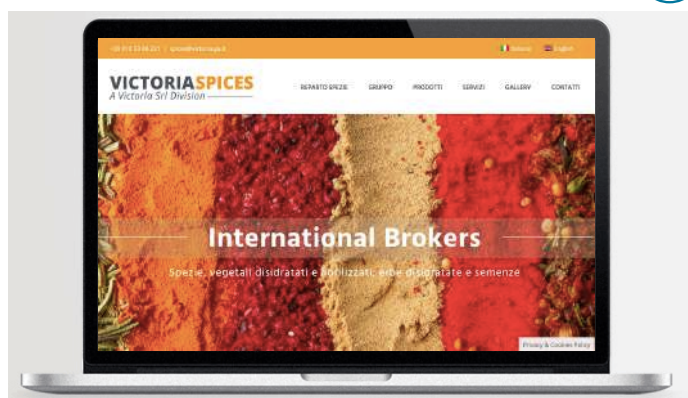 Italiano English
VICTORIASPICES
A Victoria Srl Division
REPARTO SPEZIE GRUPPO PRODOTTI SERVIZI GALLERY CONTATTI
International Brokers
Spezie, vegetali disidratati e liofilizzati, erbe disidratate e semenze
Privacy & Cookies Policy